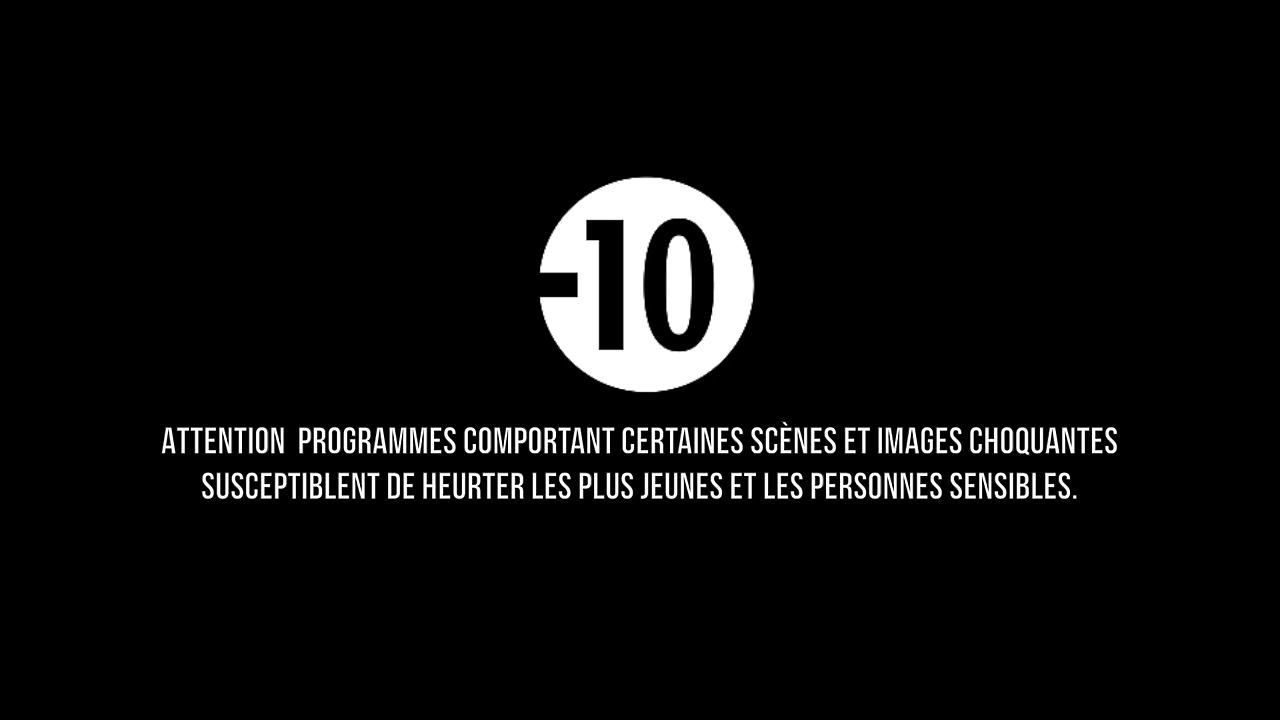 -10
ATTENTION  PROGRAMMES COMPORTANT CERTAINES SCÈNES ET IMAGES CHOQUANTES
SUSCEPTIBLENT DE HEURTER LES PLUS JEUNES ET LES PERSONNES SENSIBLES.